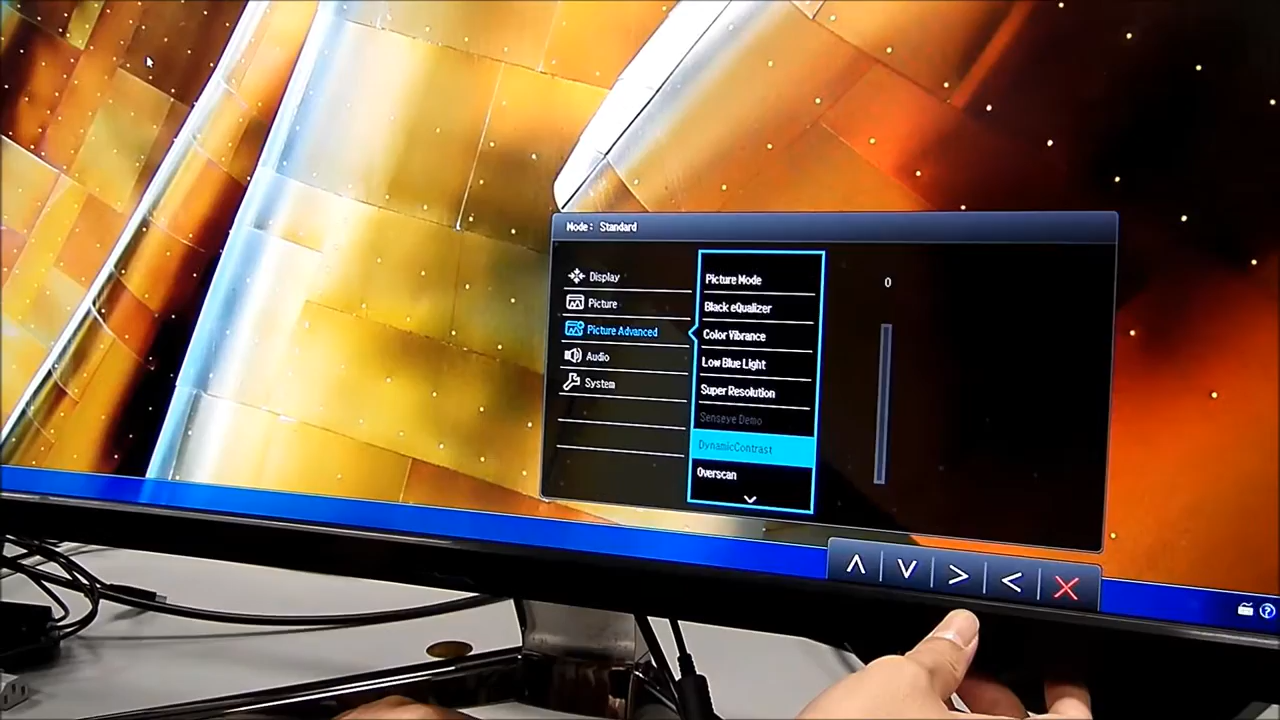 Mode: Standard
Display
Picture
Picture Advanced
Audio
System
Picture Mode
Black eQualizer
Color Vibrance
Low Blue Light
Super Resolution
Senseye Demo
DynamicContrast
Overscan
0